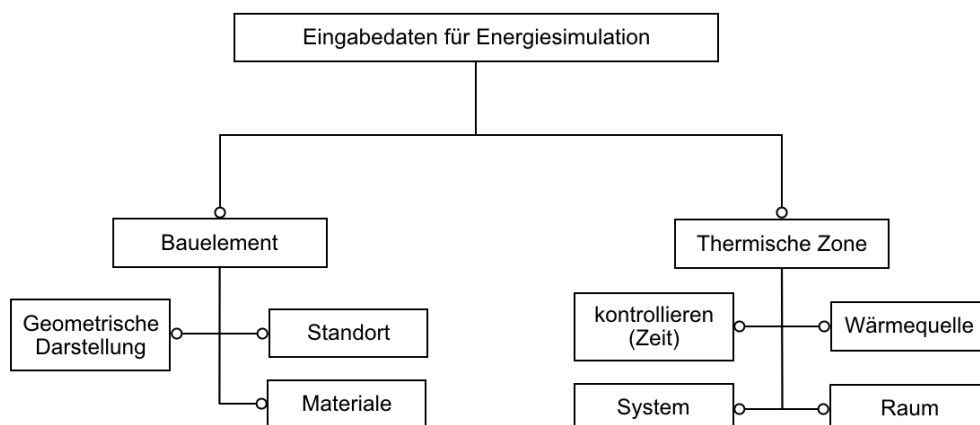 Eingabedaten für Energiesimulation
Bauelement
Thermische Zone
Geometrische
Darstellung
Standort
kontrollieren
(Zeit)
Wärmequelle
Materiale
System
Raum